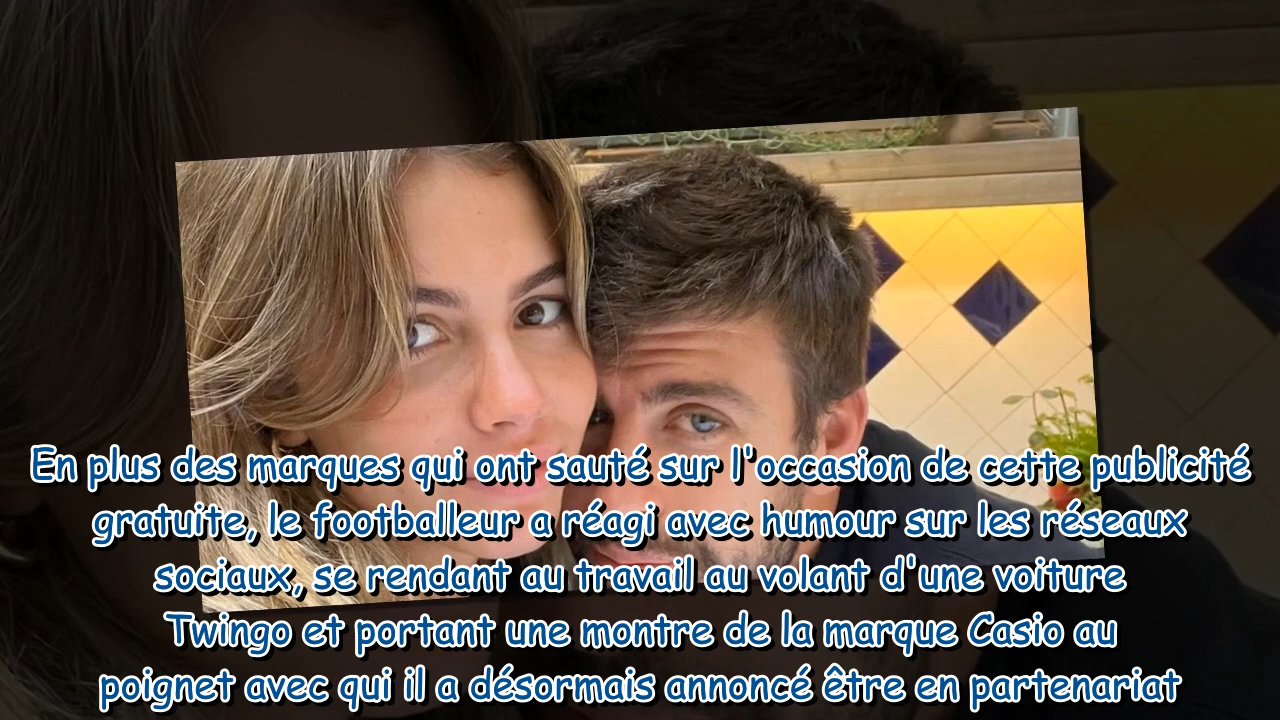 En plus des marques qui ont sauté sur l'occasion de cette publicité
gratuite, le footballeur a réagi avec humour sur les réseaux
sociaux, se rendant au travail au volant d'une voiture
Twingo et portant une montre de la marque Casio au
poignet avec qui il a désormais annoncé être en partenariat